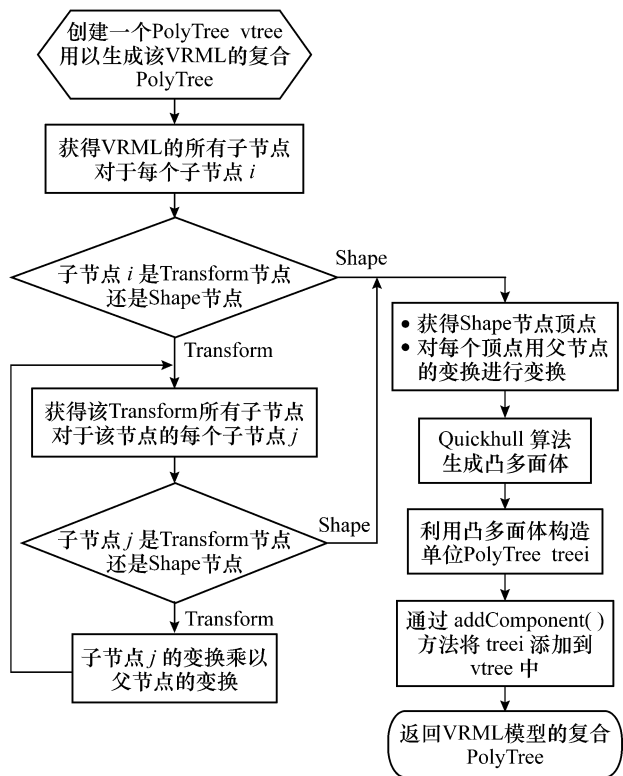 创建一个PolyTree vtree
用以生成该VRML的复合
PolyTree
获得VRML的所有子节点
对于每个子节点 i
子节点 i 是Transform节点
还是Shape节点
Shape
Transform
获得该Transform所有子节点
对于该节点的每个子节点 j
子节点 j 是Transform节点
还是Shape节点
Shape
Transform
子节点 j 的变换乘以
父节点的变换
• 获得Shape节点顶点
• 对每个顶点用父节点
的变换进行变换
Quickhull 算法
生成凸多面体
利用凸多面体构造
单位PolyTree treei
通过 addComponent( )
方法将 treei 添加到
vtree 中
返回VRML模型的复合
PolyTree